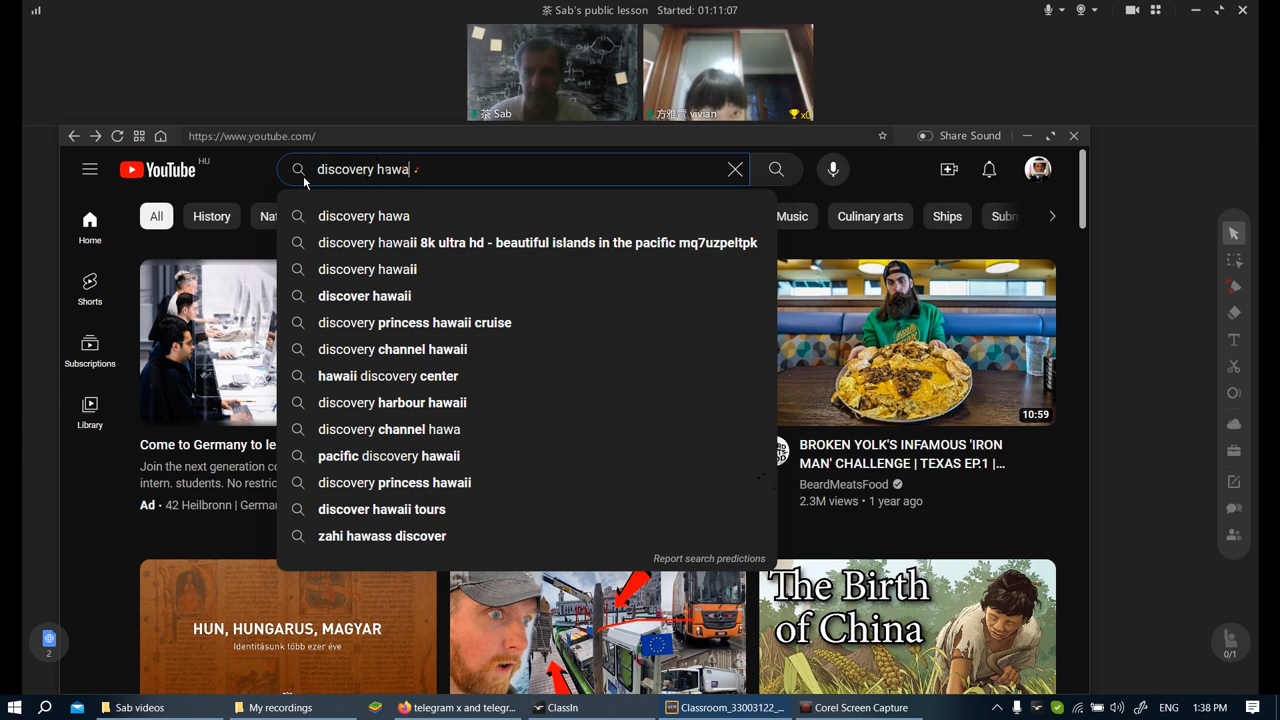 茶 Sab's public lesson Started: 01:11:07
茶 Sab
方雅萱 vivian
x0
https://www.youtube.com/
Share Sound
YouTube HU
discovery hawa
All
History
Music
Culinary arts
Ships
discovery hawa
discovery hawaii 8k ultra hd - beautiful islands in the pacific mq7uzpeltpk
discovery hawaii
discover hawaii
discovery princess hawaii cruise
discovery channel hawaii
hawaii discovery center
discovery harbour hawaii
discovery channel hawa
pacific discovery hawaii
discovery princess hawaii
discover hawaii tours
zahi hawass discover
Report search predictions
Home
Shorts
Subscriptions
Library
Come to Germany to le
Join the next generation c
intern. students. No restric
Ad · 42 Heilbronn | German
10:59
BROKEN YOLK'S INFAMOUS 'IRON
MAN' CHALLENGE | TEXAS EP.1 |...
BeardMeatsFood
2.3M views • 1 year ago
HUN, HUNGARUS, MAGYAR
Identitásunk több ezer éve
The Birth
of China
2
0/1
Sab videos
My recordings
telegram x and telegr...
ClassIn
Classroom_33003122_...
Corel Screen Capture
ENG
1:38 PM